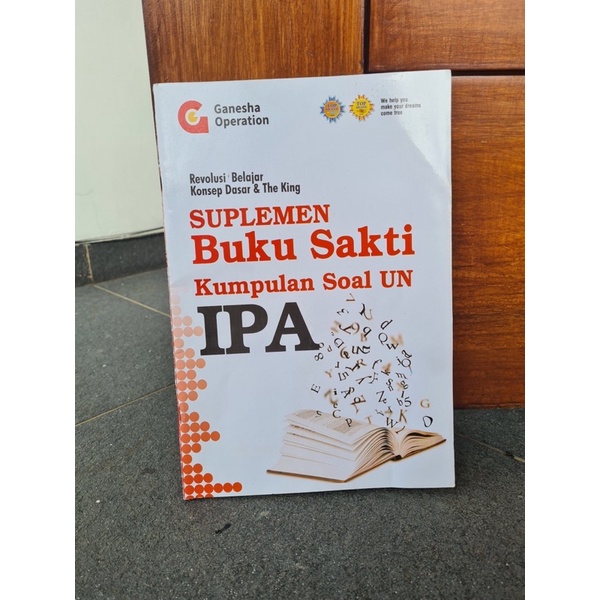 Ganesha
Operation
We help you
make your dreams
come true
Revolusi Belajar
Konsep Dasar & The King
SUPLEMEN
Buku Sakti
Kumpulan Soal UN
IPA